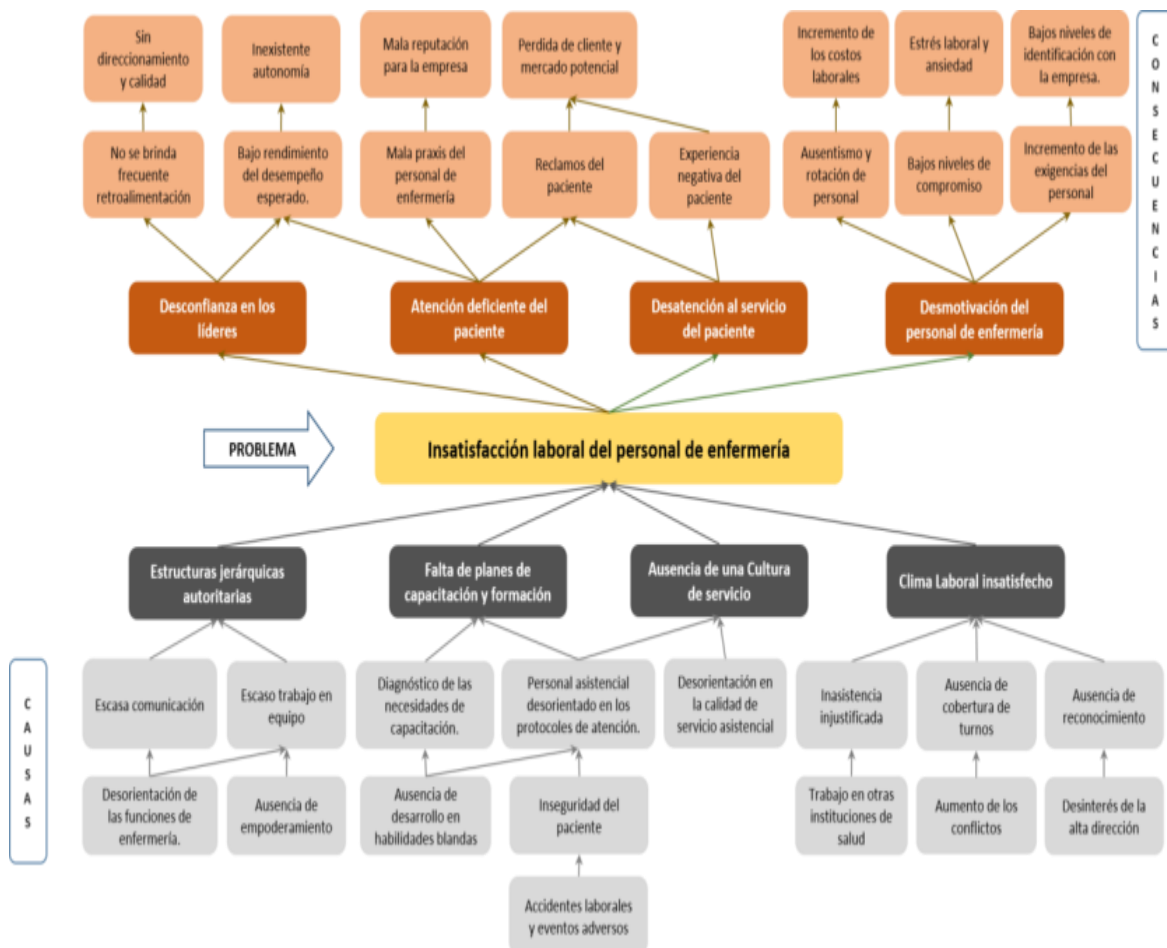 Sin
direccionamiento
y calidad
Inexistente
autonomía
Mala reputación
para la empresa
Perdida de cliente y
mercado potencial
Incremento de
los costos
laborales
Estrés laboral y
ansiedad
Bajos niveles de
identificación con
la empresa.
No se brinda
frecuente
retroalimentación
Bajo rendimiento
del desempeño
esperado.
Mala praxis del
personal de
enfermería
Reclamos del
paciente
Experiencia
negativa del
paciente
Ausentismo y
rotación de
personal
Bajos niveles de
compromiso
Incremento de las
exigencias del
personal
CONSECUENCIAS
Desconfianza en los
líderes
Atención deficiente del
paciente
Desatención al servicio
del paciente
Desmotivación del
personal de enfermería
PROBLEMA
Insatisfacción laboral del personal de enfermería
Estructuras jerárquicas
autoritarias
Falta de planes de
capacitación y formación
Ausencia de una Cultura
de servicio
Clima Laboral insatisfecho
CAUSAS
Escasa comunicación
Escaso trabajo en
equipo
Diagnóstico de las
necesidades de
capacitación.
Personal asistencial
desorientado en los
protocoles de atención.
Desorientación en
la calidad de
servicio asistencial
Inasistencia
injustificada
Ausencia de
cobertura de
turnos
Ausencia de
reconocimiento
Desorientación de
las funciones de
enfermería.
Ausencia de
empoderamiento
Ausencia de
desarrollo en
habilidades blandas
Inseguridad del
paciente
Trabajo en otras
instituciones de
salud
Aumento de los
conflictos
Desinterés de la
alta dirección
Accidentes laborales
y eventos adversos